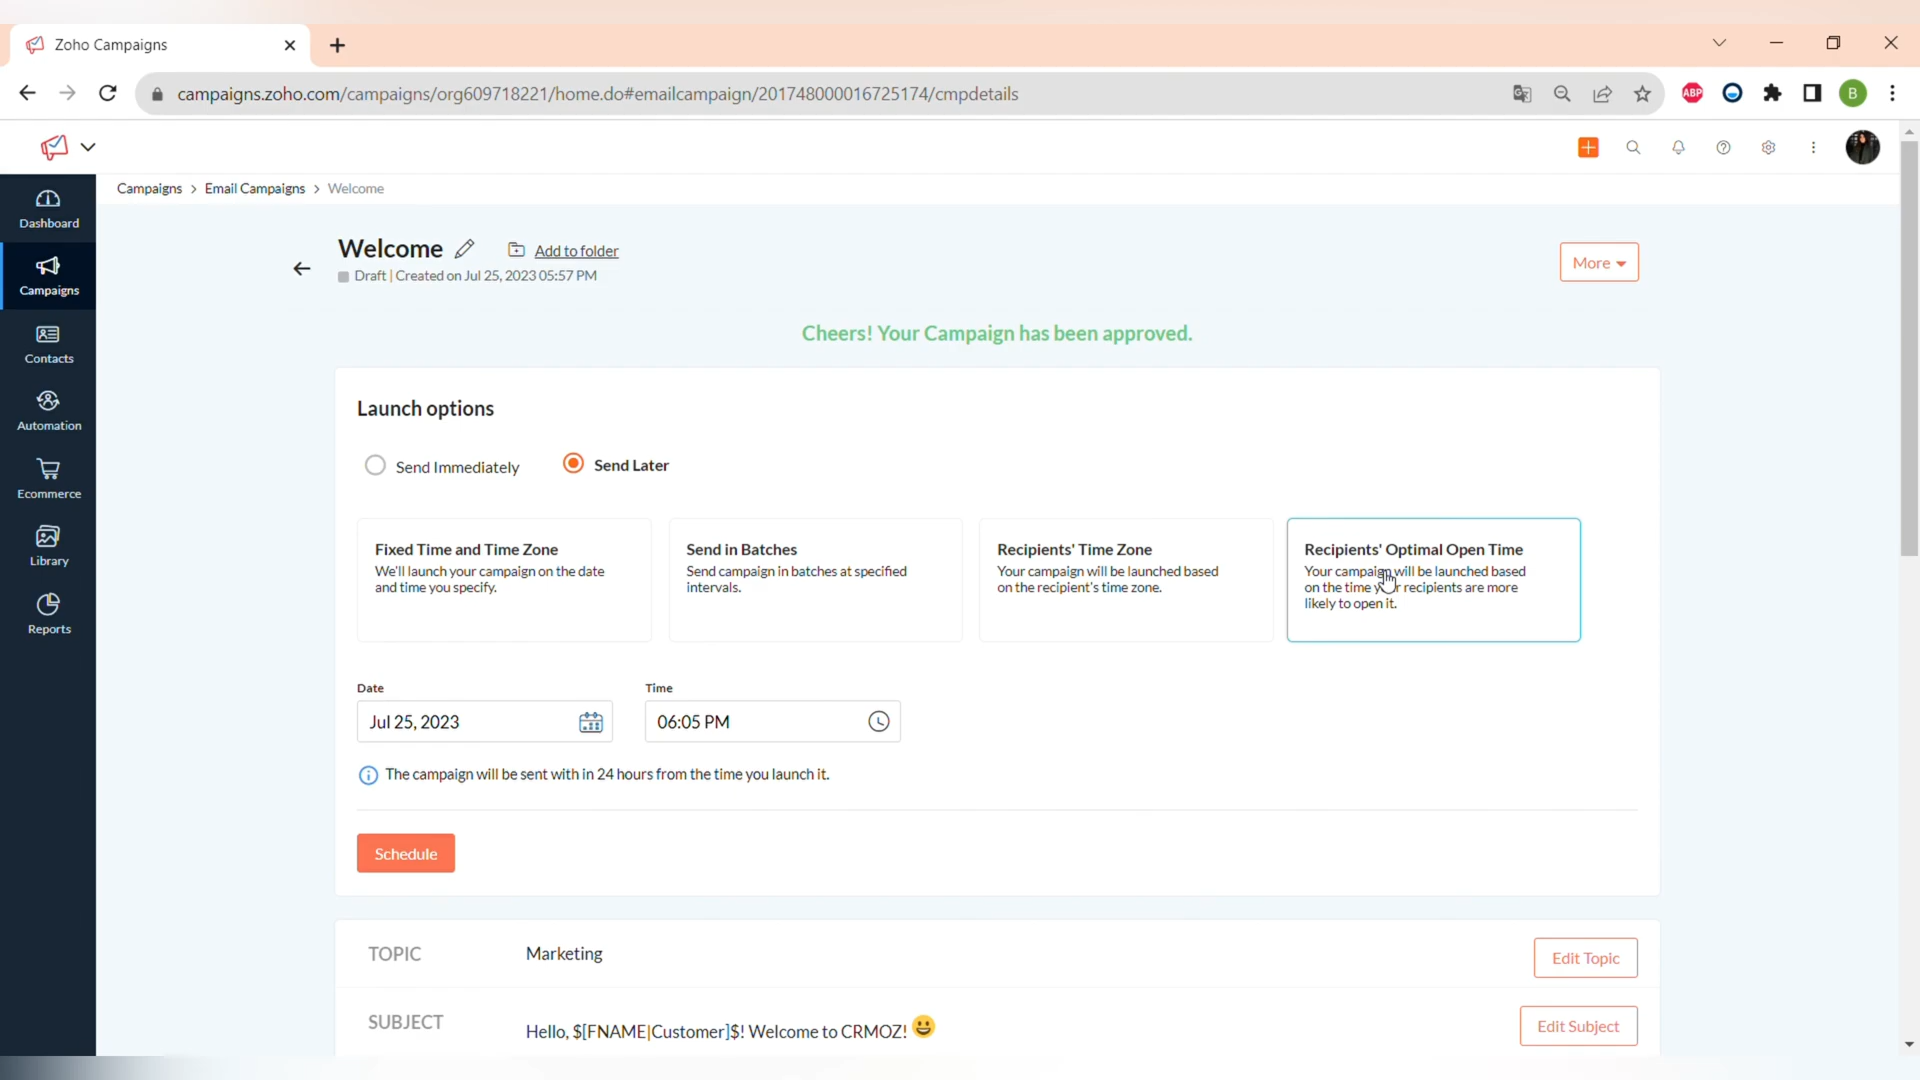 Zoho Campaigns
campaigns.zoho.com/campaigns/org609718221/home.do#emailcampaign/201748000016725174/cmpdetails
ABP
B
Campaigns > Email Campaigns > Welcome
Dashboard
Campaigns
Contacts
Automation
Ecommerce
Library
Reports
Welcome
Add to folder
Draft | Created on Jul 25, 2023 05:57 PM
More
Cheers! Your Campaign has been approved.
Launch options
Send Immediately
Send Later
Fixed Time and Time Zone
We'll launch your campaign on the date
and time you specify.
Send in Batches
Send campaign in batches at specified
intervals.
Recipients' Time Zone
Your campaign will be launched based
on the recipient's time zone.
Recipients' Optimal Open Time
Your campaign will be launched based
on the time your recipients are more
likely to open it.
Date
Time
Jul 25, 2023
06:05 PM
The campaign will be sent with in 24 hours from the time you launch it.
Schedule
TOPIC
Marketing
Edit Topic
SUBJECT
Hello, $[FNAME|Customer]$! Welcome to CRMOZ! 😀
Edit Subject